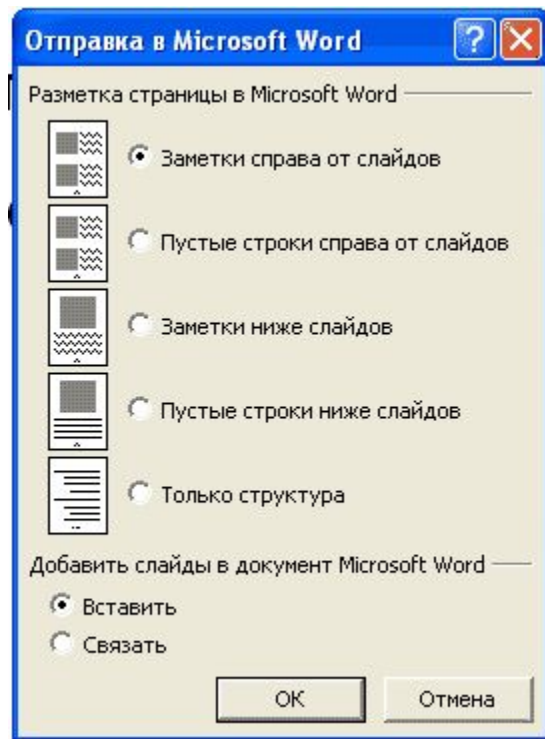 Отправка в Microsoft Word
Разметка страницы в Microsoft Word
Заметки справа от слайдов
Пустые строки справа от слайдов
Заметки ниже слайдов
Пустые строки ниже слайдов
Только структура
Добавить слайды в документ Microsoft Word
Вставить
Связать
ОК Отмена